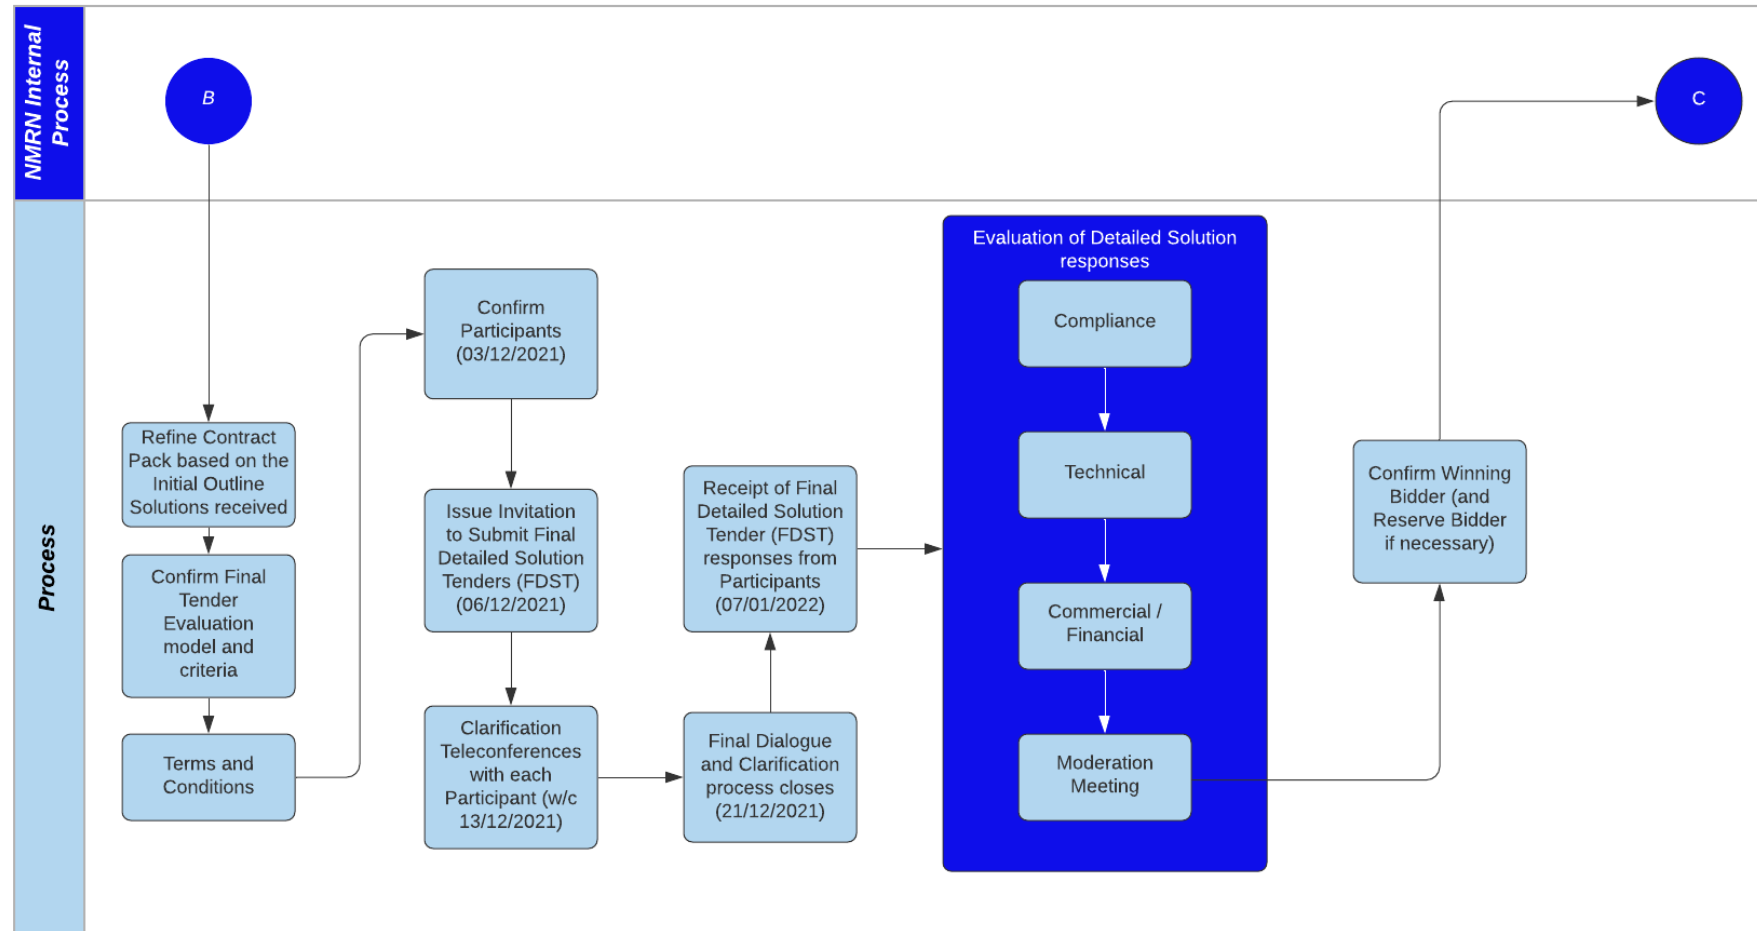 NMRN Internal
Process
B
C
Process
Refine Contract
Pack based on the
Initial Outline
Solutions received
Confirm Final
Tender
Evaluation
model and
criteria
Terms and
Conditions
Confirm
Participants
(03/12/2021)
Issue Invitation
to Submit Final
Detailed Solution
Tenders (FDST)
(06/12/2021)
Clarification
Teleconferences
with each
Participant (w/c
13/12/2021)
Final Dialogue
and Clarification
process closes
(21/12/2021)
Receipt of Final
Detailed Solution
Tender (FDST)
responses from
Participants
(07/01/2022)
Evaluation of Detailed Solution
responses
Compliance
Technical
Commercial /
Financial
Moderation
Meeting
Confirm Winning
Bidder (and
Reserve Bidder
if necessary)